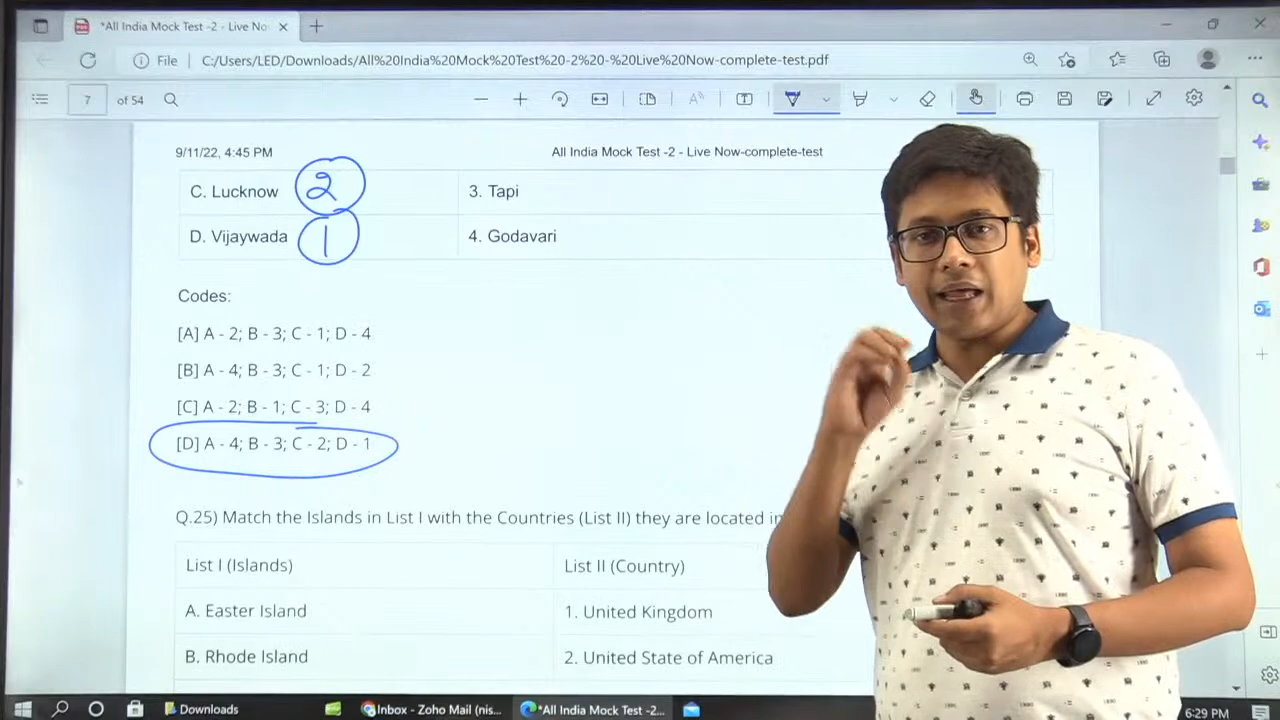 *All India Mock Test -2 - Live No
File
C:/Users/LED/Downloads/All%20India%20Mock%20Test%20-2%20-%20Live%20Now-complete-test.pdf
7 of 54
9/11/22, 4:45 PM
All India Mock Test -2 - Live Now-complete-test
C. Lucknow 2 3. Tapi
D. Vijaywada 1 4. Godavari
Codes:
[A] A - 2; B - 3; C - 1; D - 4
[B] A - 4; B - 3; C - 1; D - 2
[C] A - 2; B - 1; C - 3; D - 4
[D] A - 4; B - 3; C - 2; D - 1
Q.25) Match the Islands in List I with the Countries (List II) they are located in
List I (Islands) List II (Country)
A. Easter Island 1. United Kingdom
B. Rhode Island 2. United State of America
Downloads
Inbox - Zoho Mail (nis...
*All India Mock Test -2...
6:29 PM